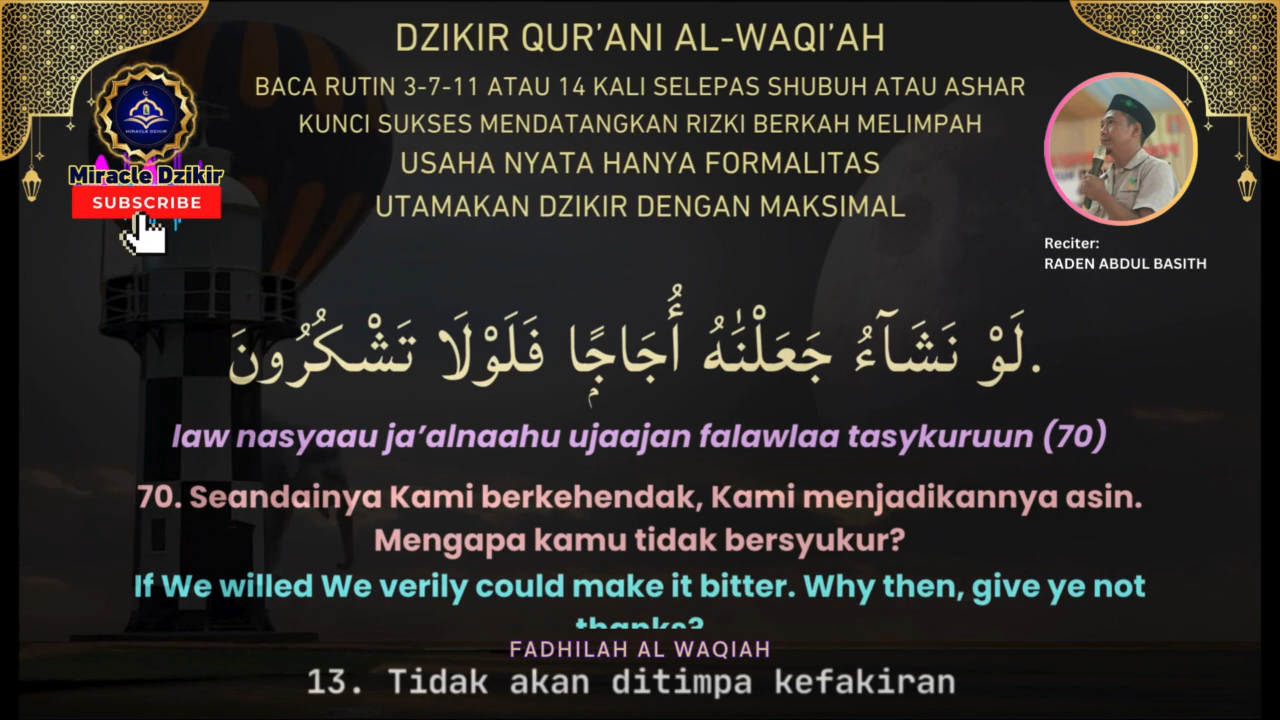 DZIKIR QUR’ANI AL-WAQI’AH
BACA RUTIN 3-7-11 ATAU 14 KALI SELEPAS SHUBUH ATAU ASHAR
KUNCI SUKSES MENDATANGKAN RIZKI BERKAH MELIMPAH
USAHA NYATA HANYA FORMALITAS
UTAMAKAN DZIKIR DENGAN MAKSIMAL
MIRACLE DZIKIR
Miracle Dzikir
SUBSCRIBE
Reciter:
RADEN ABDUL BASITH
لَوْ نَشَآءُ جَعَلْنَٰهُ أُجَاجًۭا فَلَوْلَا تَشْكُرُونَ.
law nasyaau ja’alnaahu ujaajan falawlaa tasykuruun (70)
70. Seandainya Kami berkehendak, Kami menjadikannya asin.
Mengapa kamu tidak bersyukur?
If We willed We verily could make it bitter. Why then, give ye not
thanks?
FADHILAH AL WAQIAH
13. Tidak akan ditimpa kefakiran